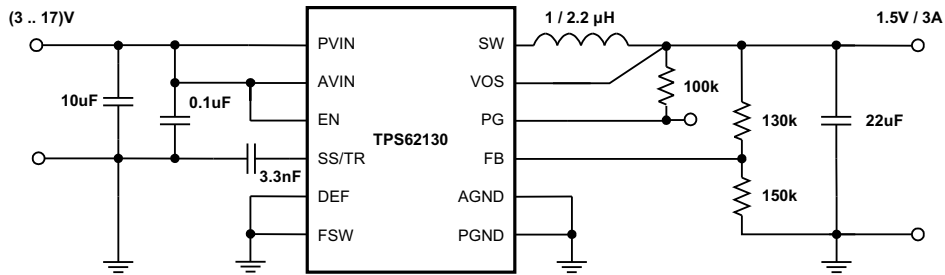 (3 .. 17)V
1 / 2.2 µH
1.5V / 3A
PVIN
SW
AVIN
VOS
100k
10uF
0.1uF
EN
PG
130k
22uF
TPS62130
SS/TR
FB
3.3nF
150k
DEF
AGND
FSW
PGND